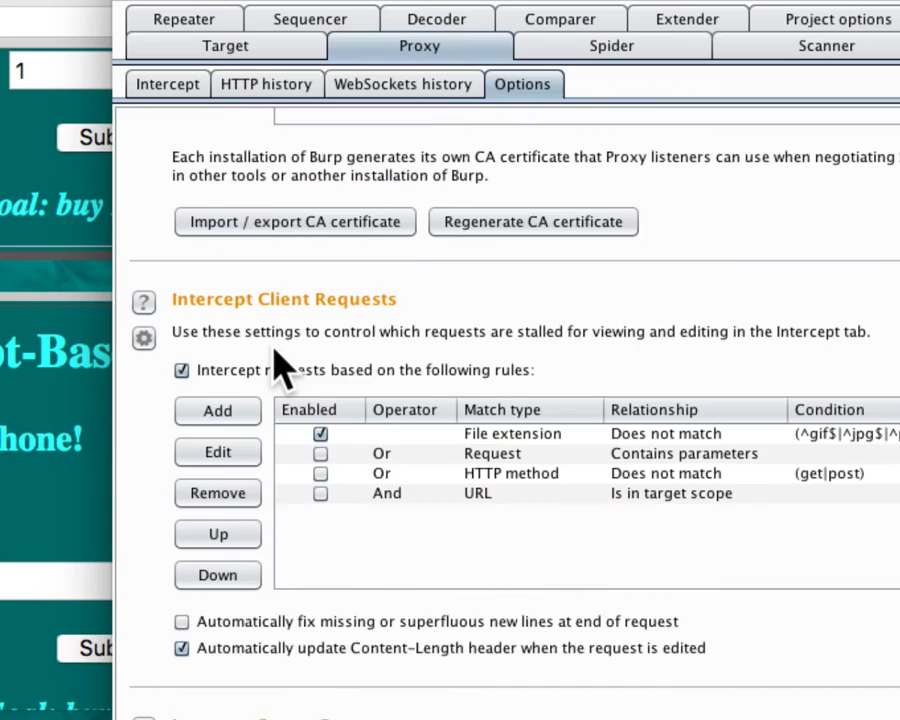 Repeater Sequencer Decoder Comparer Extender Project options
Target Proxy Spider Scanner
Intercept HTTP history WebSockets history Options
1
Sub
oal: buy
Each installation of Burp generates its own CA certificate that Proxy listeners can use when negotiating
in other tools or another installation of Burp.
Import / export CA certificate Regenerate CA certificate
? Intercept Client Requests
Use these settings to control which requests are stalled for viewing and editing in the Intercept tab.
pt-Bas
hone!
Intercept r ests based on the following rules:
Add Enabled Operator Match type Relationship Condition
File extension Does not match (^gif$|^jpg$|^p
Edit Or Request Contains parameters
Or HTTP method Does not match (get|post)
Remove And URL Is in target scope
Up
Down
Automatically fix missing or superfluous new lines at end of request
Sub
Automatically update Content-Length header when the request is edited